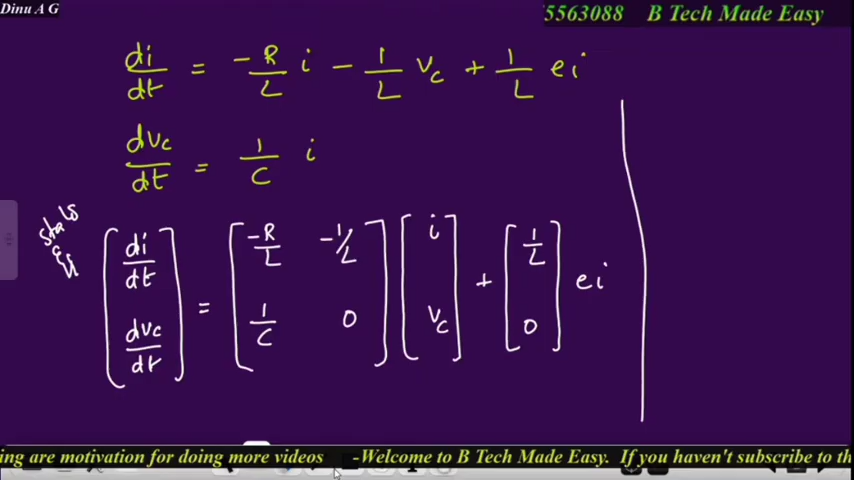 Dinu A G
5563088 B Tech Made Easy
di/dt = -R/L i - 1/L vc + 1/L ei
dvc/dt = 1/C i
[di/dt dvc/dt] = [-R/L -1/L 1/C 0] [i vc] + [1/L 0] ei
ing are motivation for doing more videos -Welcome to B Tech Made Easy. If you haven't subscribe to th